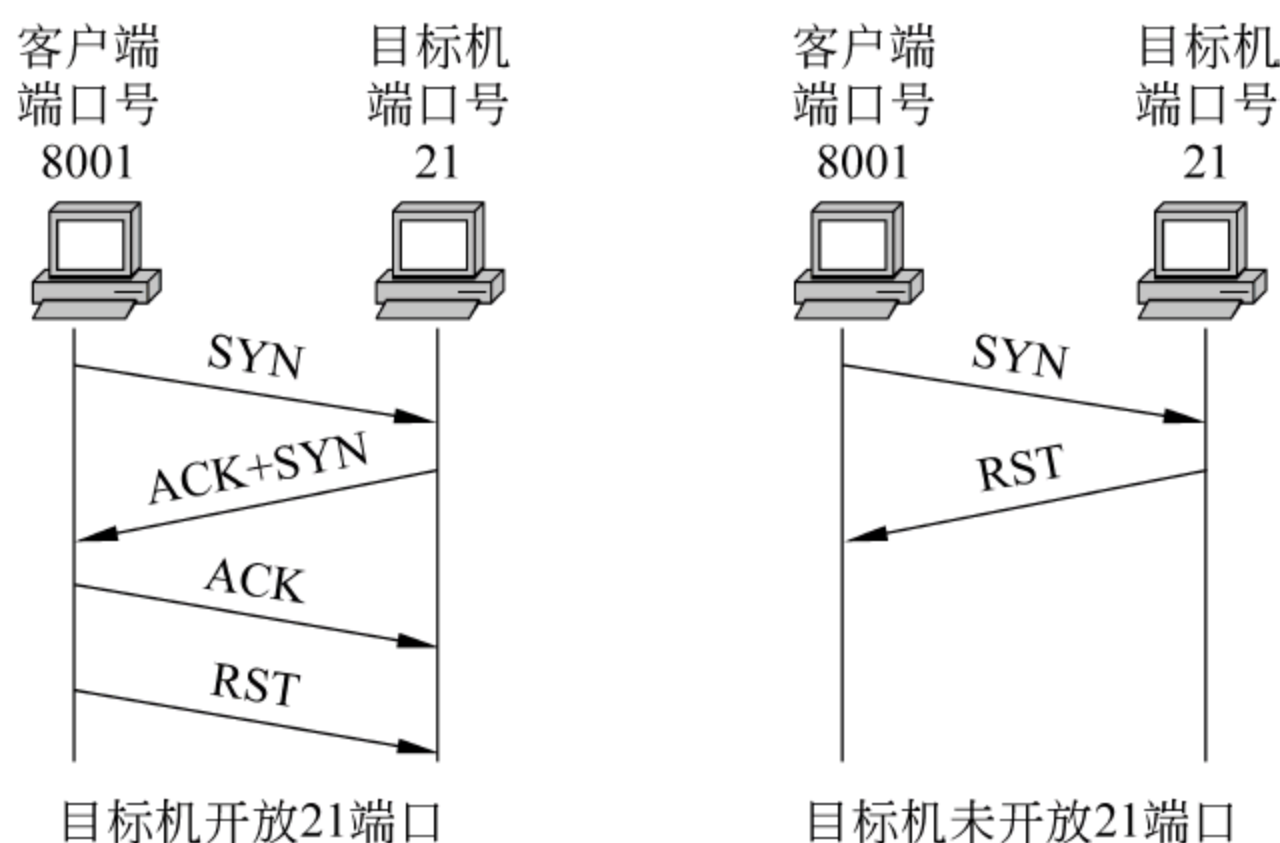 客户端
端口号
8001
目标机
端口号
21
SYN
ACK+SYN
ACK
RST
目标机开放21端口
客户端
端口号
8001
目标机
端口号
21
SYN
RST
目标机未开放21端口